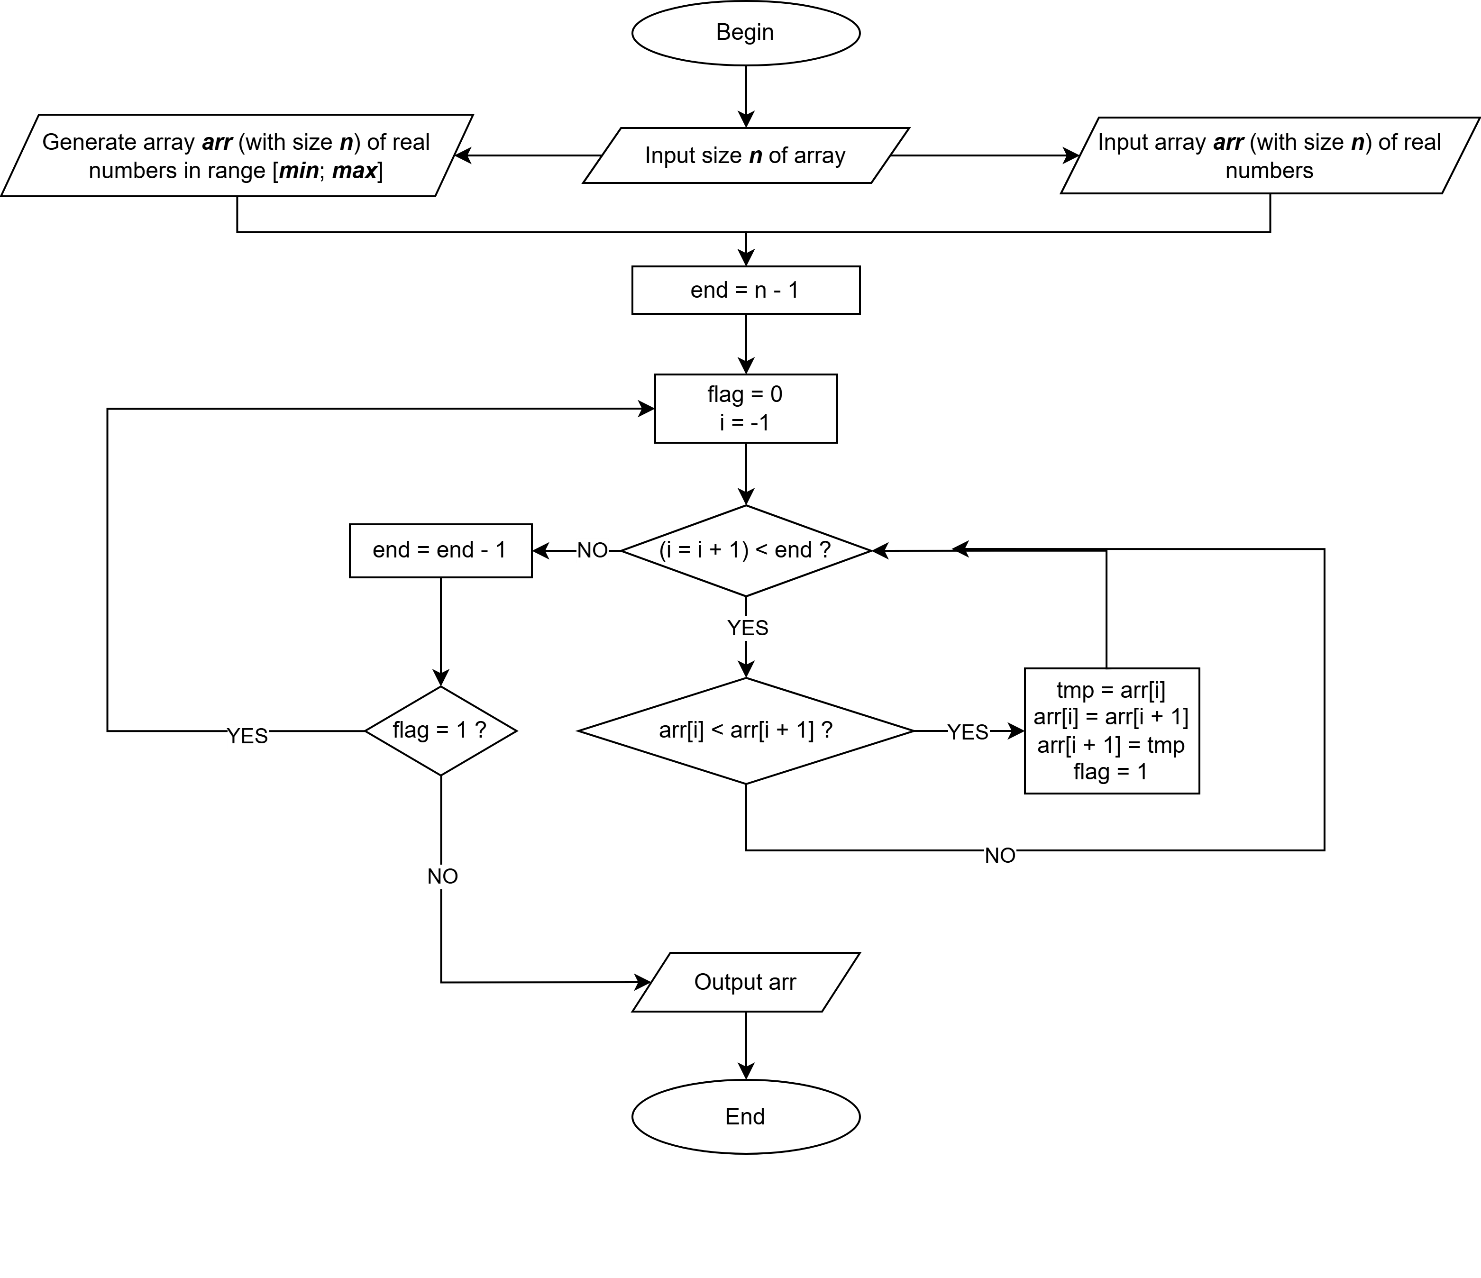 Begin
Generate array arr (with size n) of real
numbers in range [min; max]
Input size n of array
Input array arr (with size n) of real
numbers
end = n - 1
flag = 0
i = -1
end = end - 1
NO
(i = i + 1) < end ?
YES
flag = 1 ?
YES
arr[i] < arr[i + 1] ?
YES
tmp = arr[i]
arr[i] = arr[i + 1]
arr[i + 1] = tmp
flag = 1
NO
NO
Output arr
End